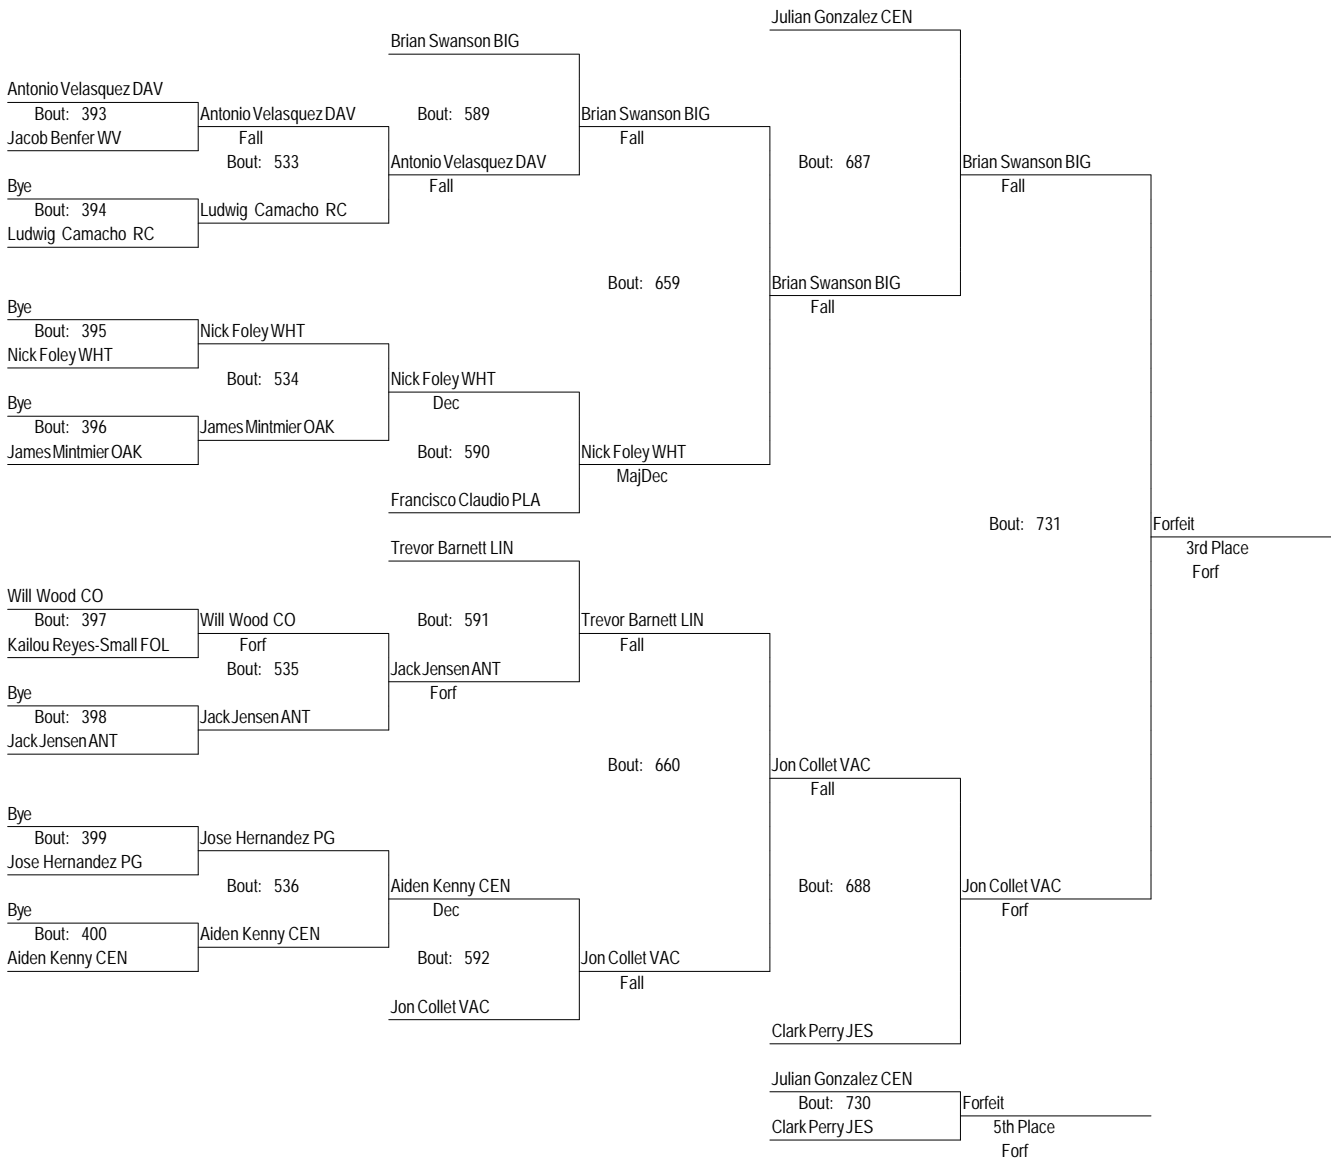 Julian Gonzalez CEN
Brian Swanson BIG
Antonio Velasquez DAV
Bout: 393
Antonio Velasquez DAV
Bout: 589
Brian Swanson BIG
Jacob Benfer WV
Fall
Fall
Bout: 533
Antonio Velasquez DAV
Bout: 687
Brian Swanson BIG
Bye
Fall
Fall
Bout: 394
Ludwig Camacho RC
Ludwig Camacho RC
Bout: 659
Brian Swanson BIG
Bye
Fall
Bout: 395
Nick Foley WHT
Nick Foley WHT
Bout: 534
Nick Foley WHT
Bye
Dec
Bout: 396
James Mintmier OAK
James Mintmier OAK
Bout: 590
Nick Foley WHT
MajDec
Francisco Claudio PLA
Bout: 731
Forfeit
Trevor Barnett LIN
3rd Place
Forf
Will Wood CO
Bout: 397
Will Wood CO
Bout: 591
Trevor Barnett LIN
Kailou Reyes-Small FOL
Forf
Fall
Bout: 535
Jack Jensen ANT
Bye
Forf
Bout: 398
Jack Jensen ANT
Jack Jensen ANT
Bout: 660
Jon Collet VAC
Fall
Bye
Bout: 399
Jose Hernandez PG
Jose Hernandez PG
Bout: 536
Aiden Kenny CEN
Bout: 688
Jon Collet VAC
Bye
Dec
Forf
Bout: 400
Aiden Kenny CEN
Aiden Kenny CEN
Bout: 592
Jon Collet VAC
Fall
Jon Collet VAC
Clark Perry JES
Julian Gonzalez CEN
Bout: 730
Forfeit
Clark Perry JES
5th Place
Forf